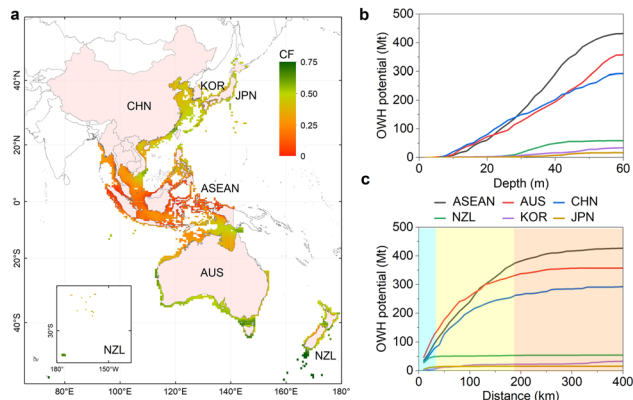 a
CF
0.75
0.5
0.25
0
KOR
JPN
CHN
ASEAN
AUS
NZL
NZL
30°S
180°
150°W
40°N
20°N
0°
20°S
40°S
80°E
100°E
120°E
140°E
160°E
180°
b
OWH potential (Mt)
500
400
300
200
100
0
0
20
40
60
Depth (m)
c
ASEAN
AUS
CHN
NZL
KOR
JPN
OWH potential (Mt)
500
400
300
200
100
0
0
100
200
300
400
Distance (km)